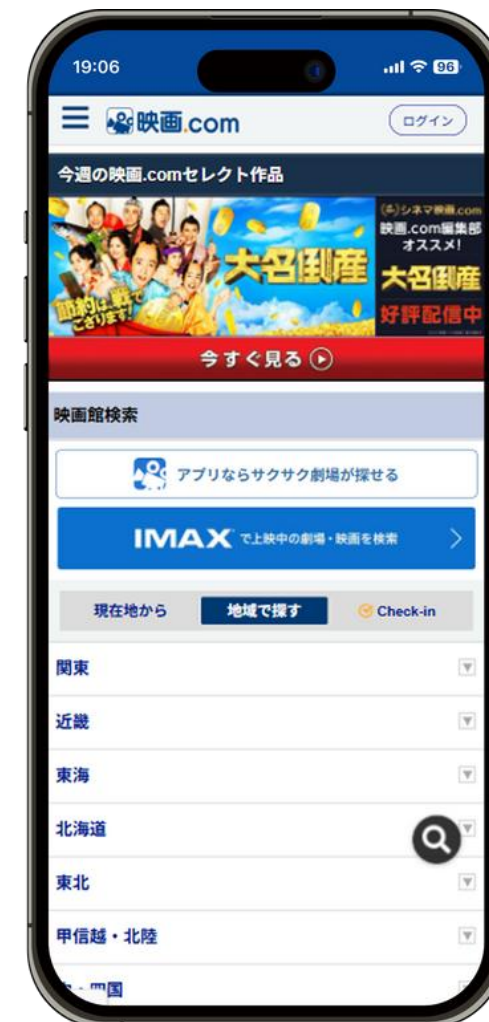 19:06
96
映画.com
ログイン
今週の映画.comセレクト作品
節約は戦でござります!
大名倒産
シネマ映画.com
映画.com編集部
オススメ!
大名倒産
好評配信中
今すぐ見る
映画館検索
アプリならサクサク劇場が探せる
IMAX で上映中の劇場・映画を検索
現在地から
地域で探す
Check-in
関東
近畿
東海
北海道
東北
甲信越・北陸
・四国